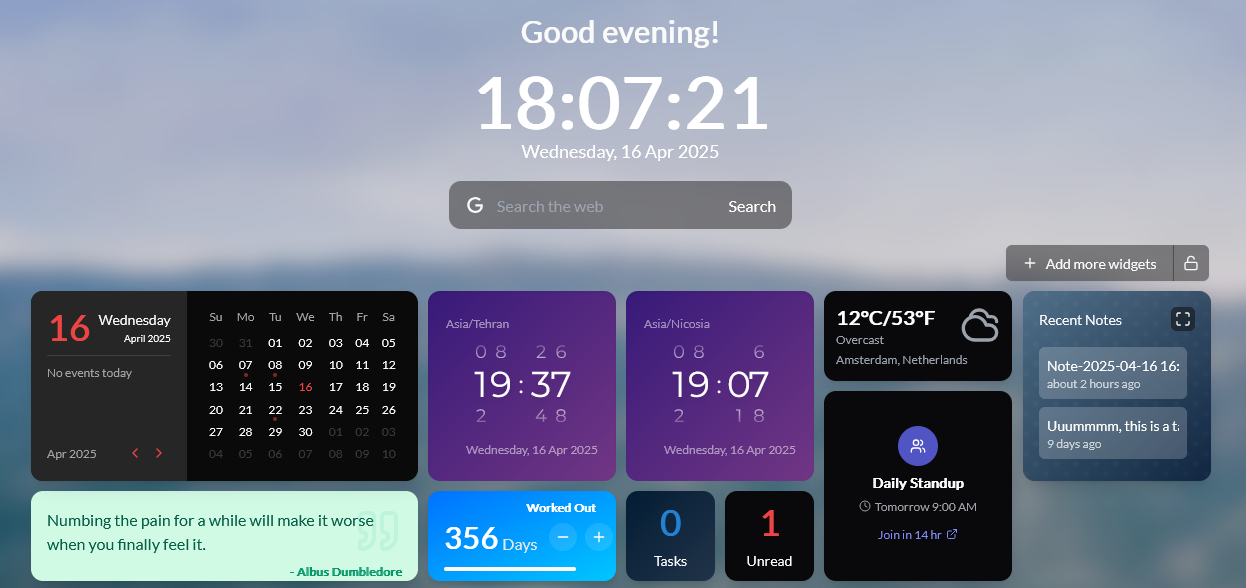 Good evening!
18:07:21
Wednesday, 16 Apr 2025
Search the web
Search
Add more widgets
16
Wednesday
April 2025
No events today
Apr 2025
Su Mo Tu We Th Fr Sa
30 31 01 02 03 04 05
06 07 08 09 10 11 12
13 14 15 16 17 18 19
20 21 22 23 24 25 26
27 28 29 30 01 02 03
04 05 06 07 08 09 10
Asia/Tehran
08 26
19:37
2 48
Wednesday, 16 Apr 2025
Asia/Nicosia
08 6
19:07
2 18
Wednesday, 16 Apr 2025
12°C/53°F
Overcast
Amsterdam, Netherlands
Recent Notes
Note-2025-04-16 16:
about 2 hours ago
Uuummmm, this is a ta
9 days ago
Daily Standup
Tomorrow 9:00 AM
Join in 14 hr
Numbing the pain for a while will make it worse
when you finally feel it.
- Albus Dumbledore
Worked Out
356 Days
0
Tasks
1
Unread